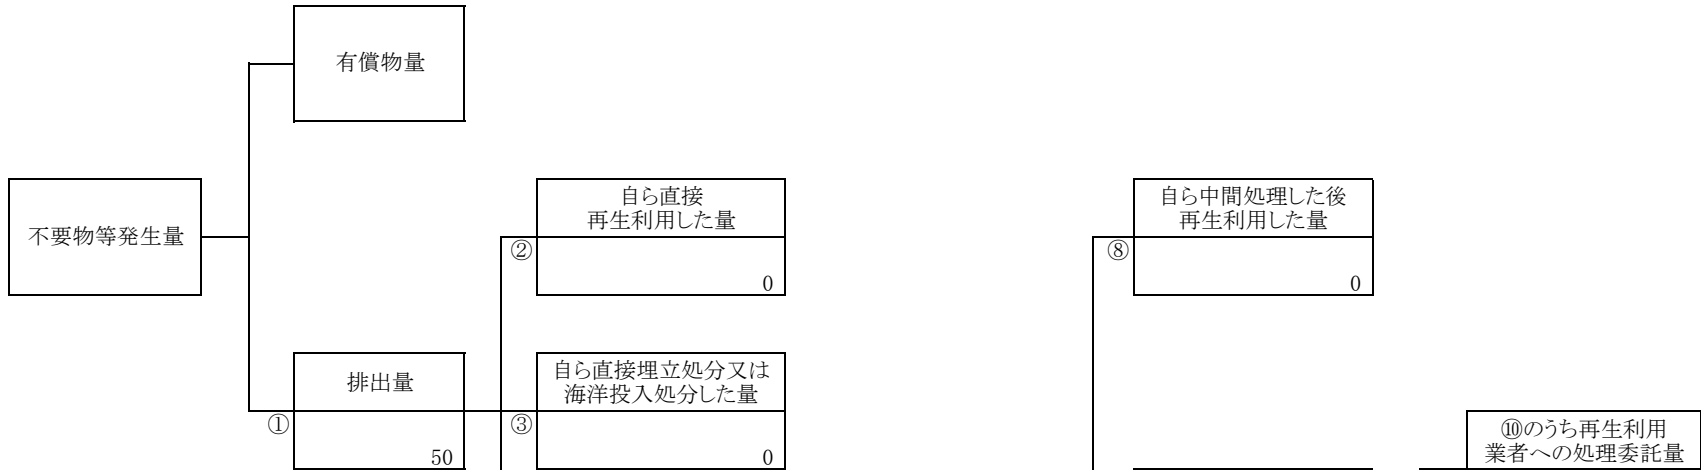 有償物量
不要物等発生量
自ら直接
再生利用した量
②
0
自ら中間処理した後
再生利用した量
⑧
0
排出量
①
50
自ら直接埋立処分又は
海洋投入処分した量
③
0
⑩のうち再生利用
業者への処理委託量